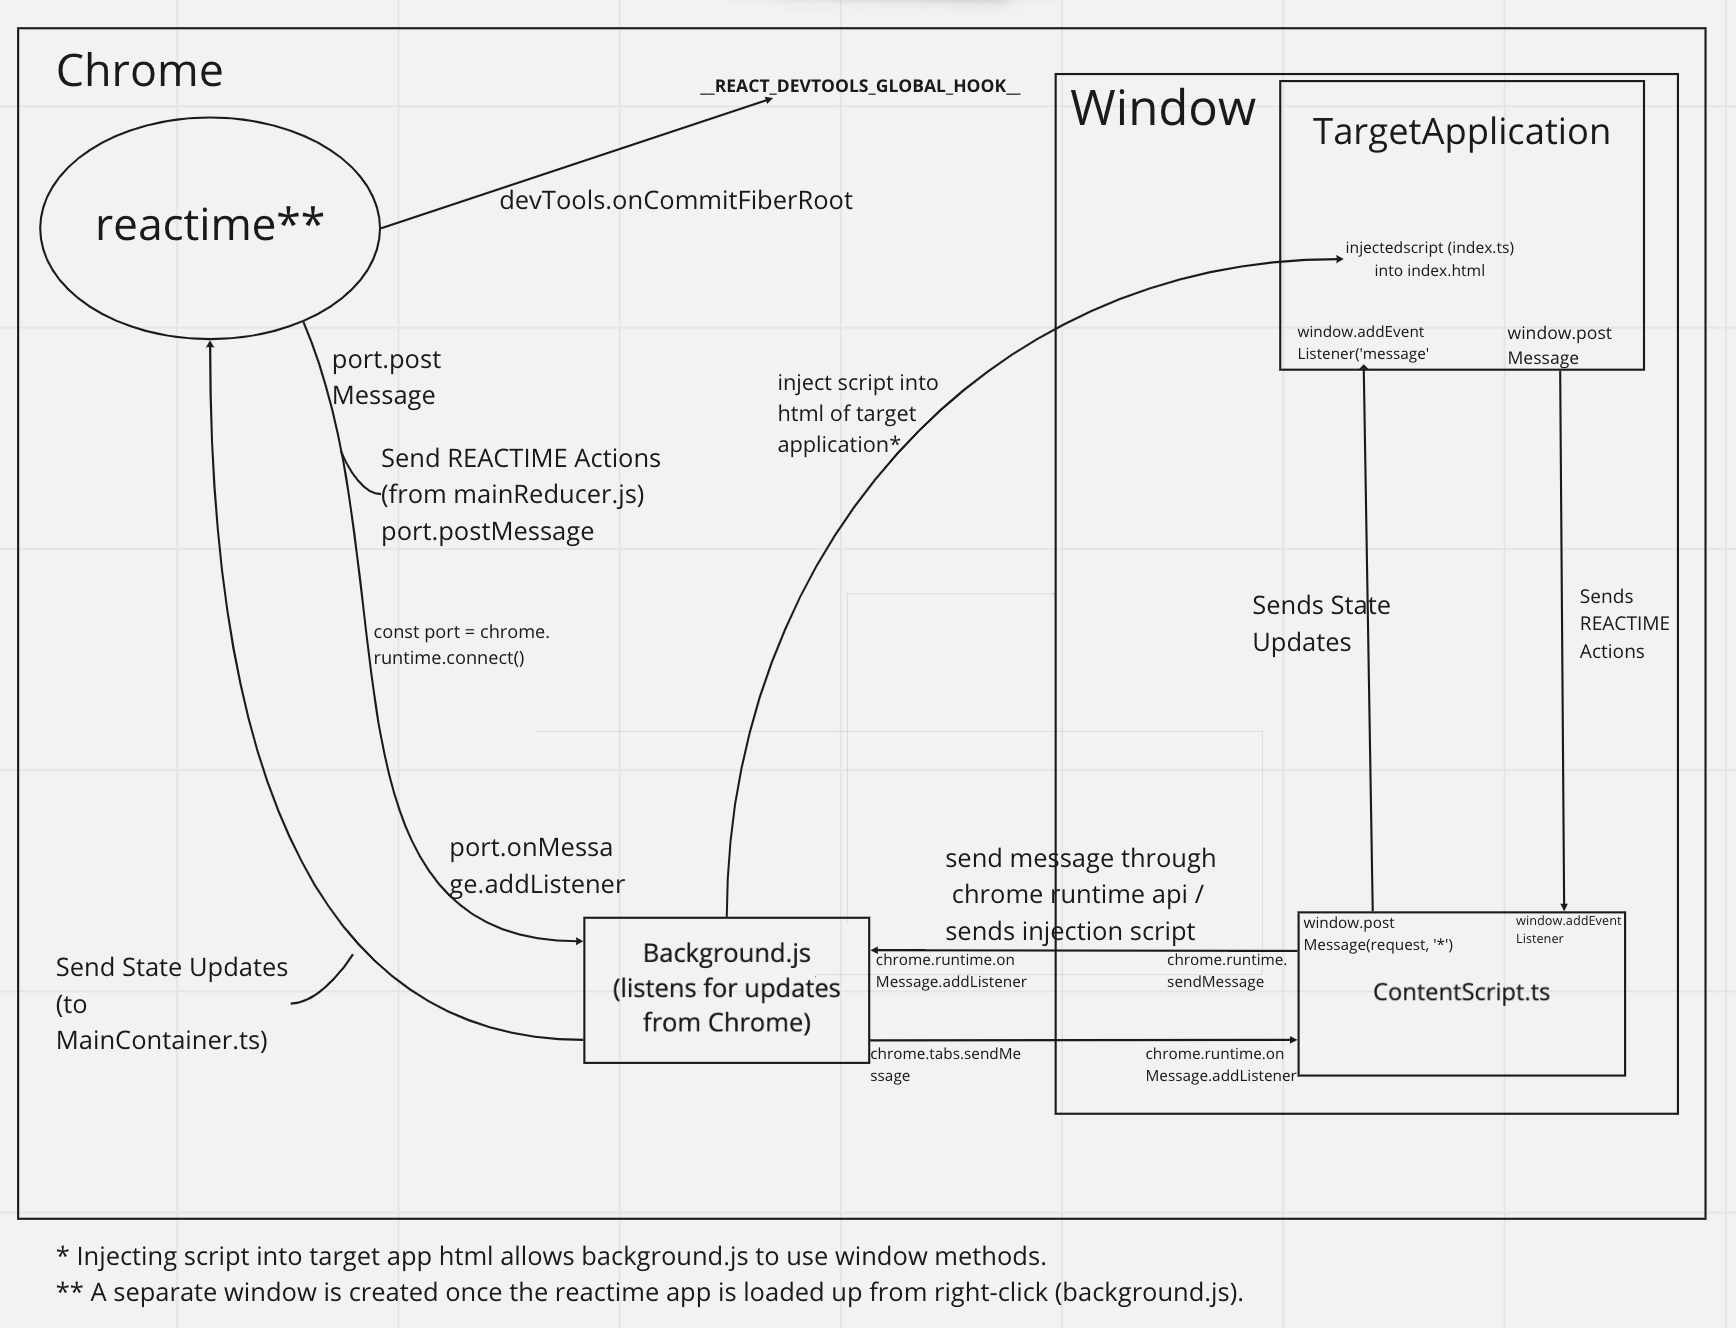 Chrome
__REACT_DEVTOOLS_GLOBAL_HOOK__
Window
TargetApplication
reactime**
devTools.onCommitFiberRoot
injectedscript (index.ts)
into index.html
window.addEvent
Listener('message'
window.post
Message
port.post
Message
inject script into
html of target
application*
Send REACTIME Actions
(from mainReducer.js)
port.postMessage
const port = chrome.
runtime.connect()
Sends State
Updates
Sends
REACTIME
Actions
port.onMessa
ge.addListener
send message through
chrome runtime api /
sends injection script
Send State Updates
(to
MainContainer.ts)
Background.js
(listens for updates
from Chrome)
chrome.runtime.on
Message.addListener
chrome.runtime.
sendMessage
window.post
Message(request, '*')
window.addEvent
Listener
ContentScript.ts
chrome.tabs.sendMe
ssage
chrome.runtime.on
Message.addListener
* Injecting script into target app html allows background.js to use window methods.
** A separate window is created once the reactime app is loaded up from right-click (background.js).